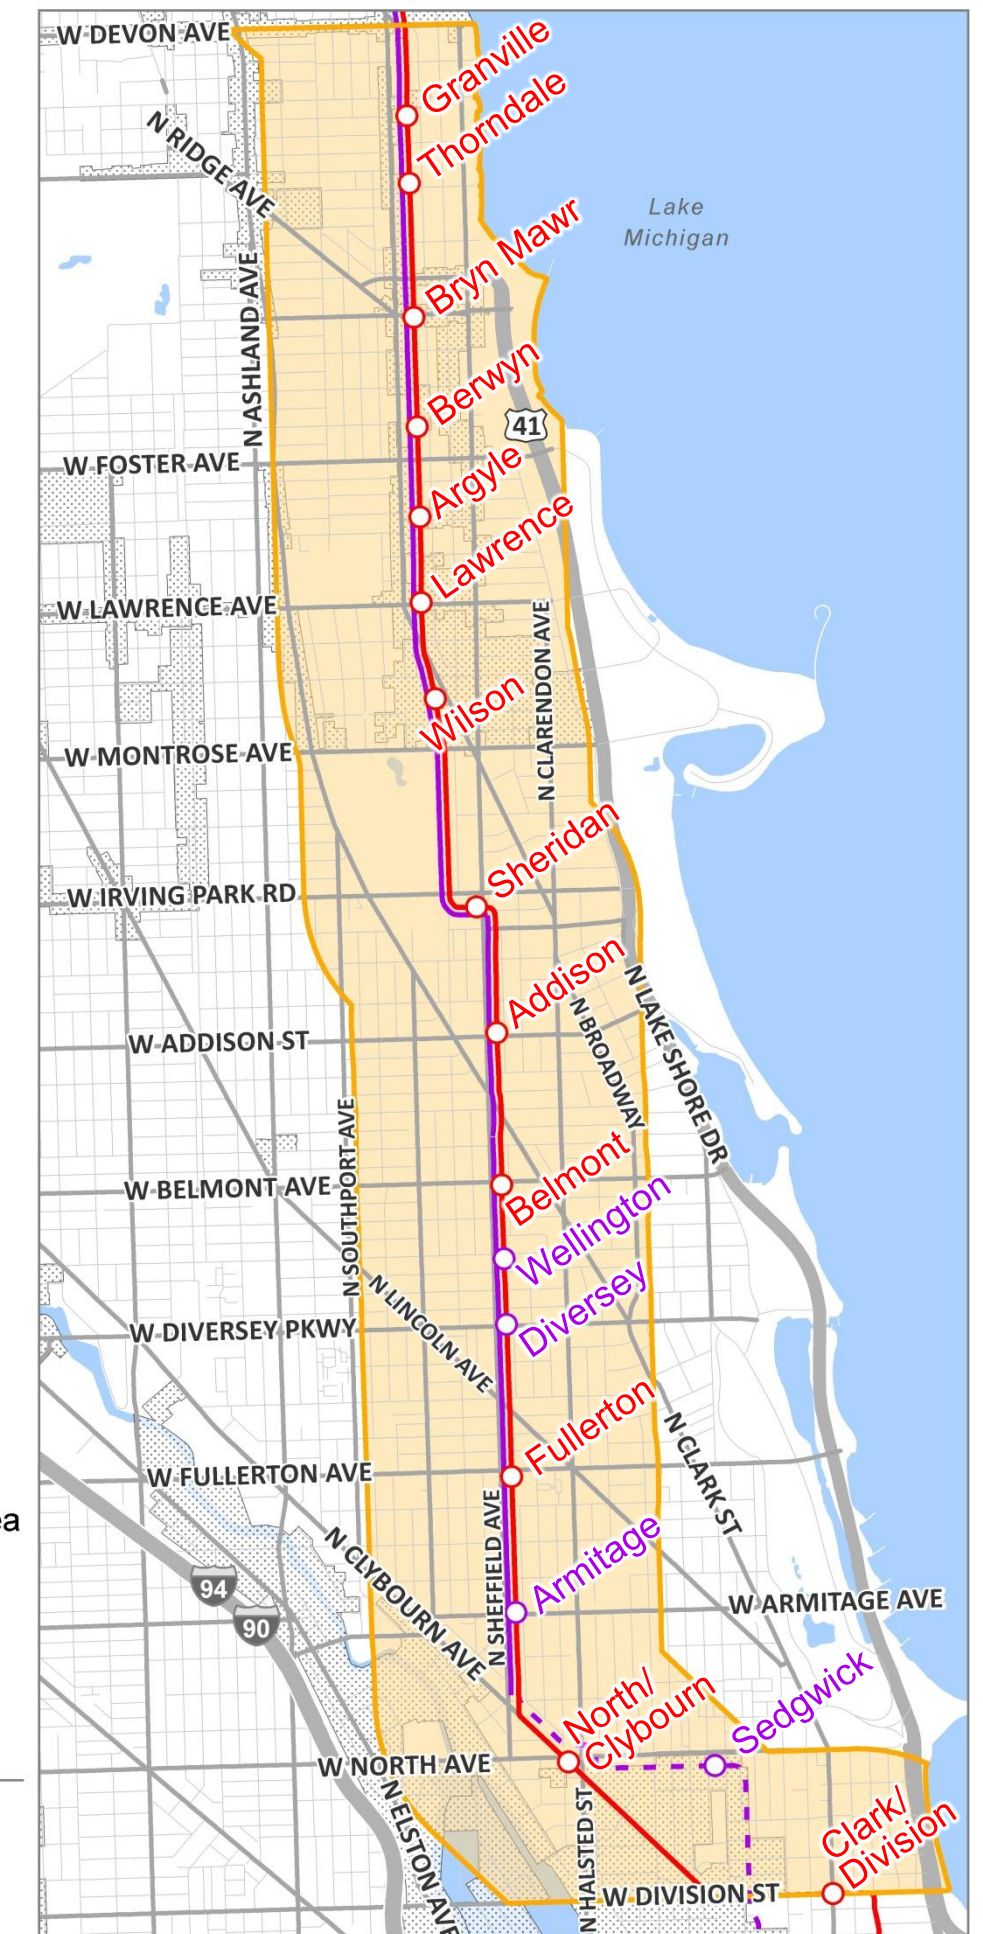 W DEVON AVE
Granville
Thorndale
N RIDGE AVE
Lake
Michigan
Bryn Mawr
N ASHLAND AVE
Berwyn
41
W FOSTER AVE
Argyle
Lawrence
W LAWRENCE AVE
N CLARENDON AVE
Wilson
W MONTROSE AVE
Sheridan
W IRVING PARK RD
Addison
N LAKE SHORE DR
N BROADWAY
W ADDISON ST
N SOUTHPORT AVE
Belmont
W BELMONT AVE
Wellington
Diversey
N LINCOLN AVE
W DIVERSEY PKWY
Fullerton
N CLARK ST
W FULLERTON AVE
ea
N SHEFFIELD AVE
Armitage
N CLYBOURN AVE
94
90
W ARMITAGE AVE
Sedgwick
North/
Clybourn
W NORTH AVE
N ELSTON AVE
N HALSTED ST
Clark/
Division
W DIVISION ST